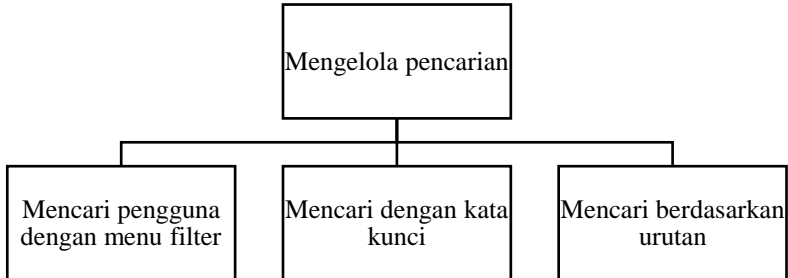 Mengelola pencarian
Mencari pengguna
dengan menu filter
Mencari dengan kata
kunci
Mencari berdasarkan
urutan